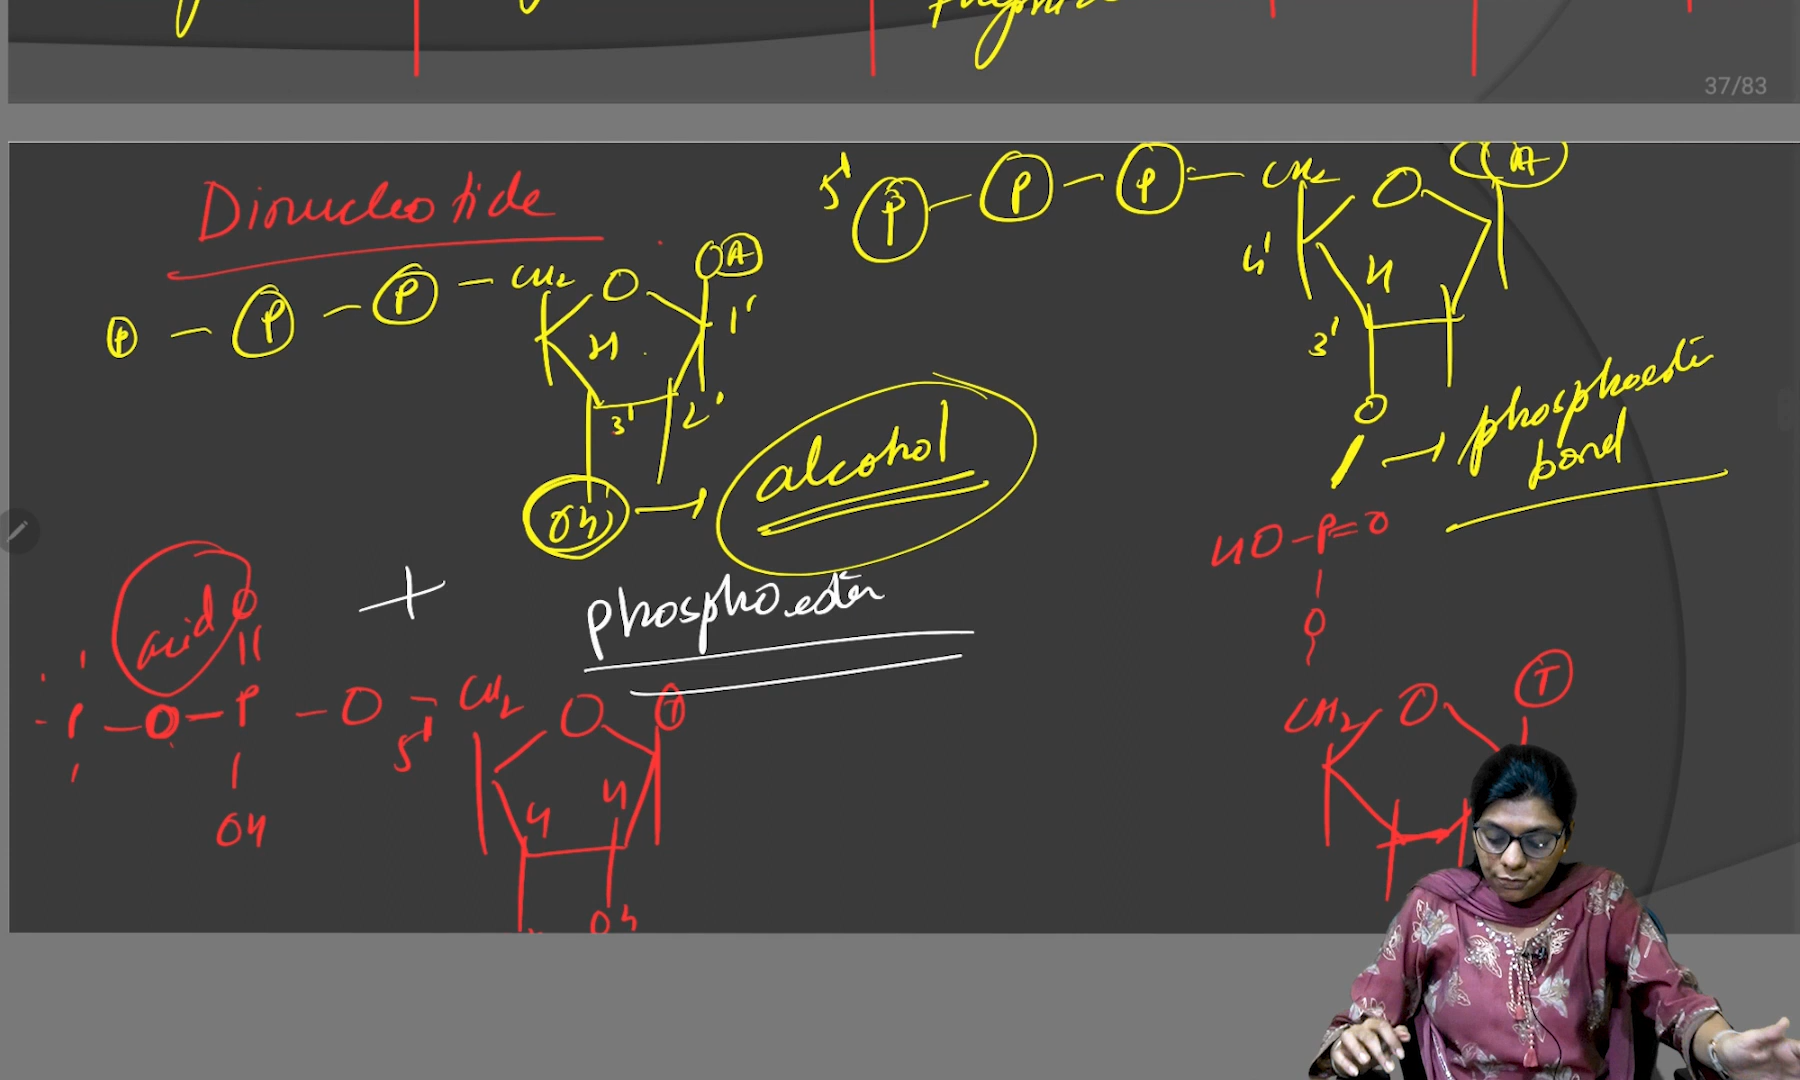 37/83
Dinucleotide
5' P - P - P - CH2 O A
4' H
3'
O
→ phosphoester
bond
P - P - P - CH2 O A
H 1'
3' 2'
OH → alcohol
+ phosphoester
acid O
P - O - P - O - 5' CH2 O T
H H
OH
OH
HO - P = O
O
CH2 O T